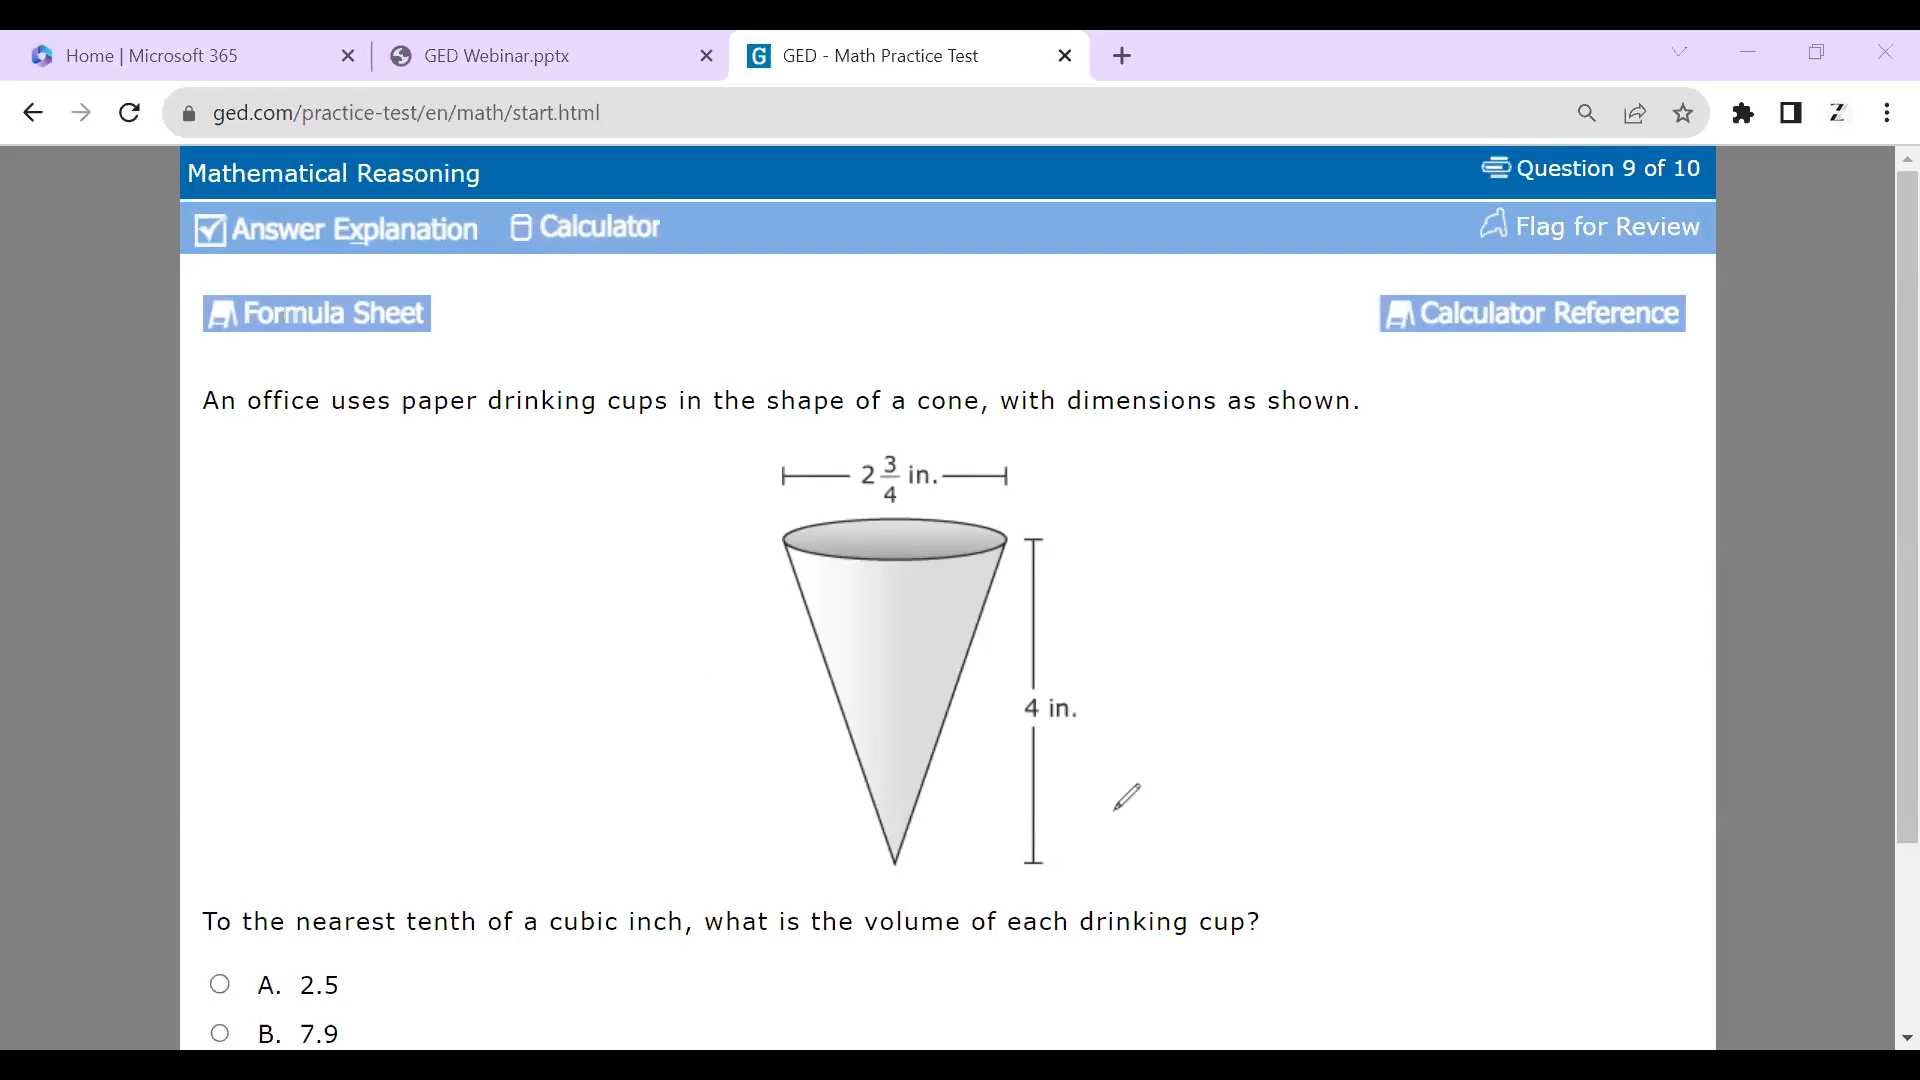 Home | Microsoft 365
GED Webinar.pptx
G GED - Math Practice Test
ged.com/practice-test/en/math/start.html
Mathematical Reasoning
Question 9 of 10
Answer Explanation
Calculator
Flag for Review
Formula Sheet
Calculator Reference
An office uses paper drinking cups in the shape of a cone, with dimensions as shown.
2 3/4 in.
4 in.
To the nearest tenth of a cubic inch, what is the volume of each drinking cup?
A. 2.5
B. 7.9